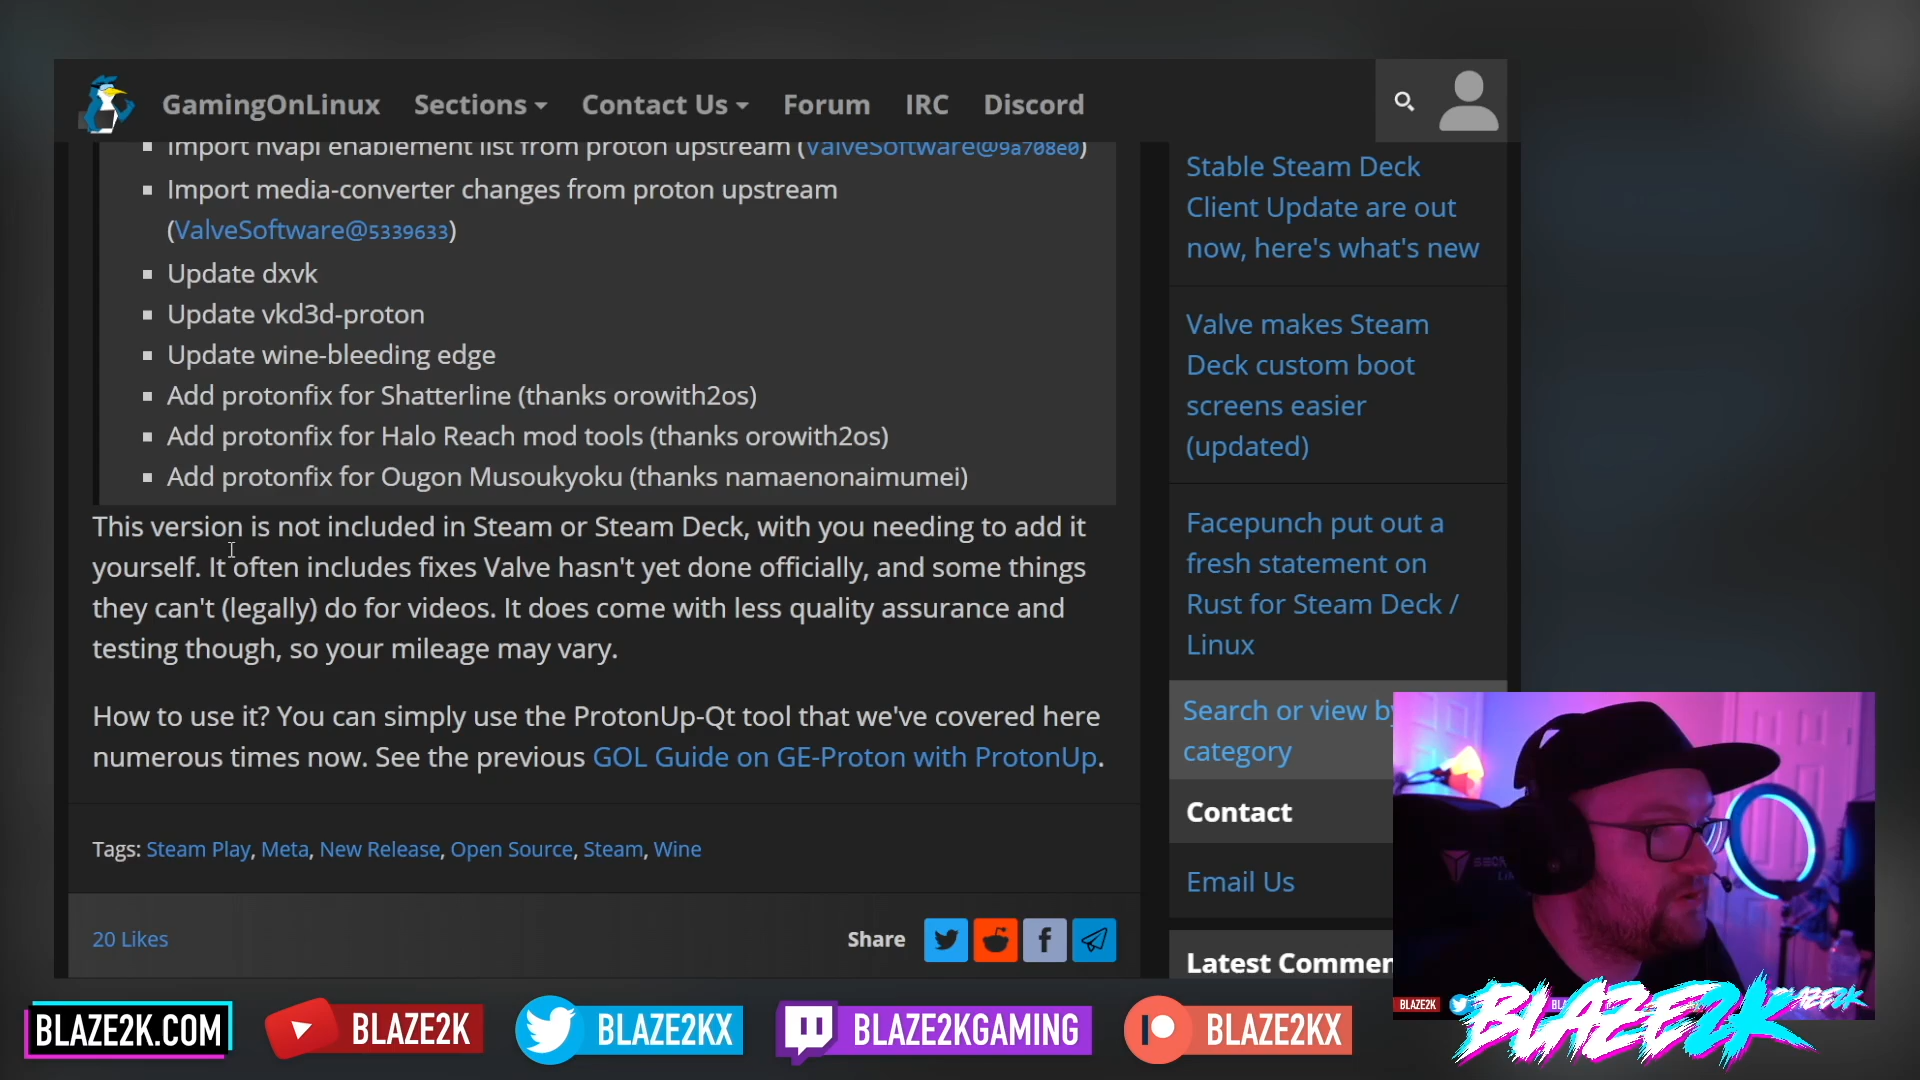 GamingOnLinux Sections Contact Us Forum IRC Discord
Import nvapi enablement list from proton upstream (ValveSoftware@9a708e0)
Import media-converter changes from proton upstream
(ValveSoftware@5339633)
Update dxvk
Update vkd3d-proton
Update wine-bleeding edge
Add protonfix for Shatterline (thanks orowith2os)
Add protonfix for Halo Reach mod tools (thanks orowith2os)
Add protonfix for Ougon Musoukyoku (thanks namaenonaimumei)
This version is not included in Steam or Steam Deck, with you needing to add it
yourself. It often includes fixes Valve hasn't yet done officially, and some things
they can't (legally) do for videos. It does come with less quality assurance and
testing though, so your mileage may vary.
How to use it? You can simply use the ProtonUp-Qt tool that we've covered here
numerous times now. See the previous GOL Guide on GE-Proton with ProtonUp.
Tags: Steam Play, Meta, New Release, Open Source, Steam, Wine
20 Likes
Share
Stable Steam Deck
Client Update are out
now, here's what's new
Valve makes Steam
Deck custom boot
screens easier
(updated)
Facepunch put out a
fresh statement on
Rust for Steam Deck /
Linux
Search or view by
category
Contact
Email Us
Latest Commen
BLAZE2K
BLAZE2K
BLAZE2K
BLAZE2K.COM
BLAZE2K
BLAZE2KX
BLAZE2KGAMING
BLAZE2KX